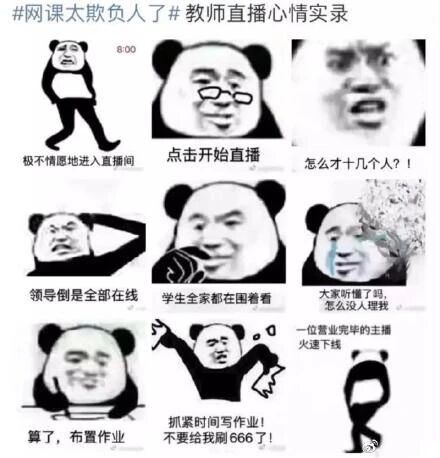 #网课太欺负人了# 教师直播心情实录
8:00
极不情愿地进入直播间
点击开始直播
怎么才十几个人?!
领导倒是全部在线
学生全家都在围着看
大家听懂了吗,
怎么没人理我
算了，布置作业
抓紧时间写作业!
不要给我刷666了!
一位营业完毕的主播
火速下线